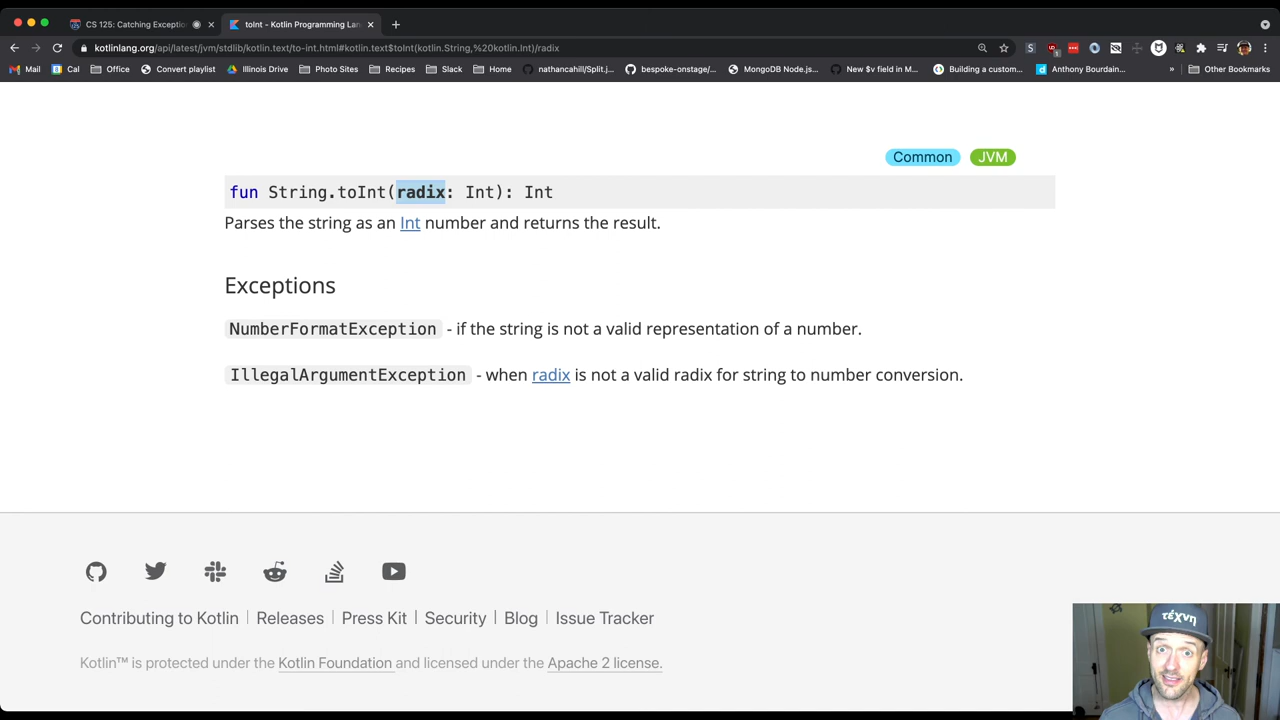 CS 125: Catching Exceptio
toInt - Kotlin Programming Lan
kotlinlang.org/api/latest/jvm/stdlib/kotlin.text/to-int.html#kotlin.text$toInt(kotlin.String,%20kotlin.Int)/radix
Mail Cal Office Convert playlist Illinois Drive Photo Sites Recipes Slack Home nathancahill/Split.j... bespoke-onstage/... MongoDB Node.js... New $v field in M... Building a custom... Anthony Bourdain... » Other Bookmarks
Common JVM
fun String.toInt(radix: Int): Int
Parses the string as an Int number and returns the result.
Exceptions
NumberFormatException - if the string is not a valid representation of a number.
IllegalArgumentException - when radix is not a valid radix for string to number conversion.
Contributing to Kotlin Releases Press Kit Security Blog Issue Tracker
Kotlin™ is protected under the Kotlin Foundation and licensed under the Apache 2 license.
τέχνη